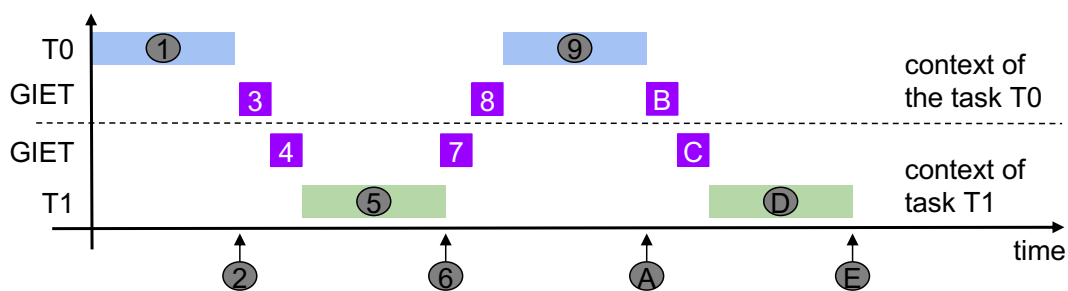 T0
1
9
GIET
3
8
B
context of
the task T0
GIET
4
7
C
T1
5
D
context of
task T1
time
2
6
A
E